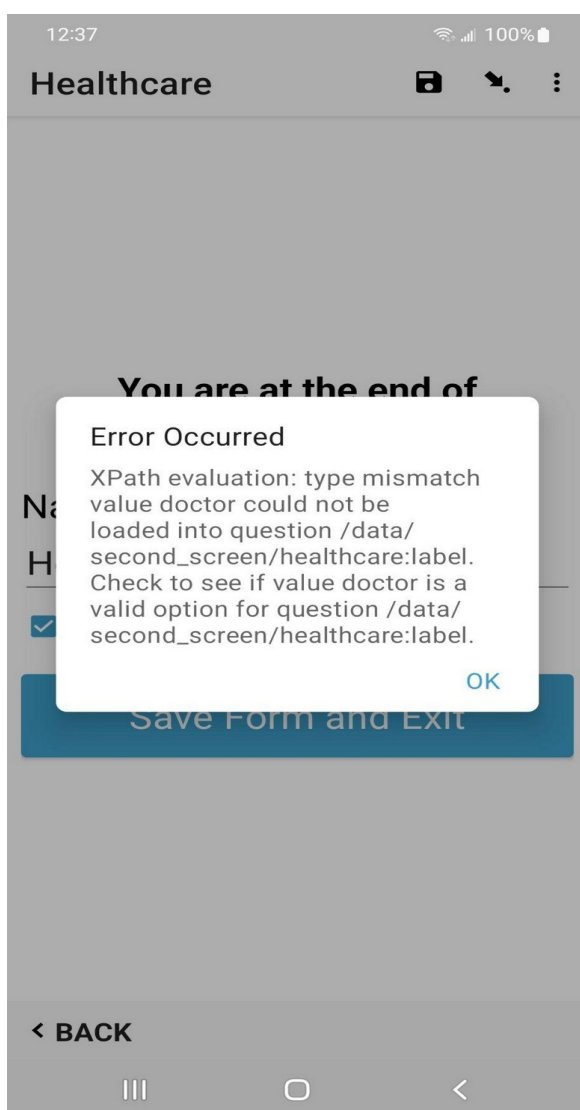 12:37
100%
Healthcare
You are at the end of
Error Occurred
XPath evaluation: type mismatch
value doctor could not be
loaded into question /data/
second_screen/healthcare:label.
Check to see if value doctor is a
valid option for question /data/
second_screen/healthcare:label.
OK
Save Form and Exit
BACK